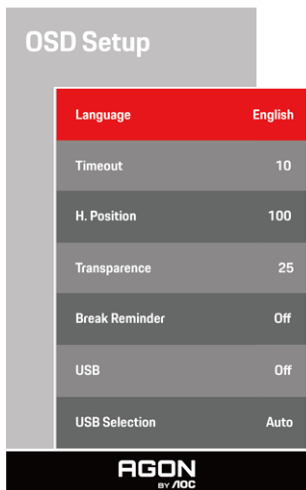 OSD Setup
Language English
Timeout 10
H. Position 100
Transparence 25
Break Reminder Off
USB Off
USB Selection Auto
AGON
BY AOC